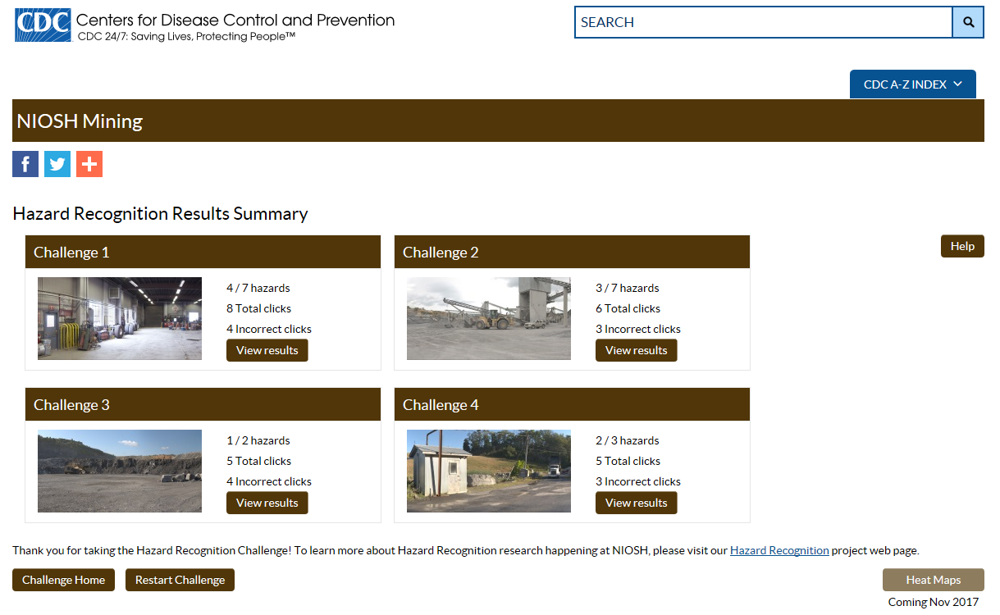 CDC Centers for Disease Control and Prevention
CDC 24/7: Saving Lives, Protecting People™
SEARCH
CDC A-Z INDEX
NIOSH Mining
Hazard Recognition Results Summary
Help
Challenge 1
4 / 7 hazards
8 Total clicks
4 Incorrect clicks
View results
Challenge 2
3 / 7 hazards
6 Total clicks
3 Incorrect clicks
View results
Challenge 3
1 / 2 hazards
5 Total clicks
4 Incorrect clicks
View results
Challenge 4
2 / 3 hazards
5 Total clicks
3 Incorrect clicks
View results
Thank you for taking the Hazard Recognition Challenge! To learn more about Hazard Recognition research happening at NIOSH, please visit our Hazard Recognition project web page.
Challenge Home
Restart Challenge
Heat Maps
Coming Nov 2017